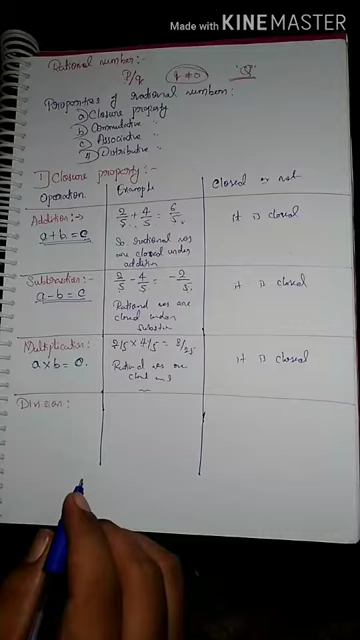 Made with KINEMASTER
Rational number:-
P/q q ≠ 0 "Q"
Properties of rational numbers:
a) Closure property
b) Commutative "
c) Associative "
d) Distributive "
1) Closure property:-
Operation Example Closed or not
Addition:- 2/5 + 4/5 = 6/5 It is closed
a+b=c So rational nos are closed under addition
Subtraction:- 2/5 - 4/5 = -2/5 It is closed
a-b=c Rational nos are closed under
Multiplication: 2/5 x 4/5 = 8/25 It is closed
a x b = c. Rational nos are
Division: